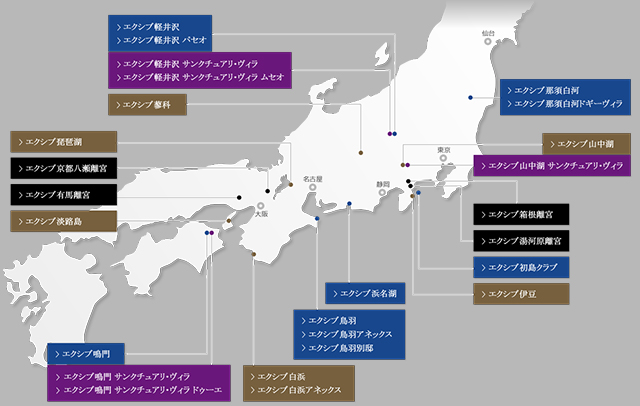 エクシブ軽井沢
エクシブ軽井沢 パセオ
エクシブ軽井沢 サンクチュアリ・ヴィラ
エクシブ軽井沢 サンクチュアリ・ヴィラ ムセオ
エクシブ蓼科
エクシブ琵琶湖
エクシブ京都八瀬離宮
エクシブ有馬離宮
エクシブ淡路島
仙台
エクシブ那須白河
エクシブ那須白河ドギーヴィラ
東京
エクシブ山中湖
エクシブ山中湖 サンクチュアリ・ヴィラ
名古屋
静岡
大阪
エクシブ箱根離宮
エクシブ湯河原離宮
エクシブ初島クラブ
エクシブ伊豆
エクシブ浜名湖
エクシブ鳥羽
エクシブ鳥羽アネックス
エクシブ鳥羽別邸
エクシブ鳴門
エクシブ鳴門 サンクチュアリ・ヴィラ
エクシブ鳴門 サンクチュアリ・ヴィラ ドゥーエ
エクシブ白浜
エクシブ白浜アネックス